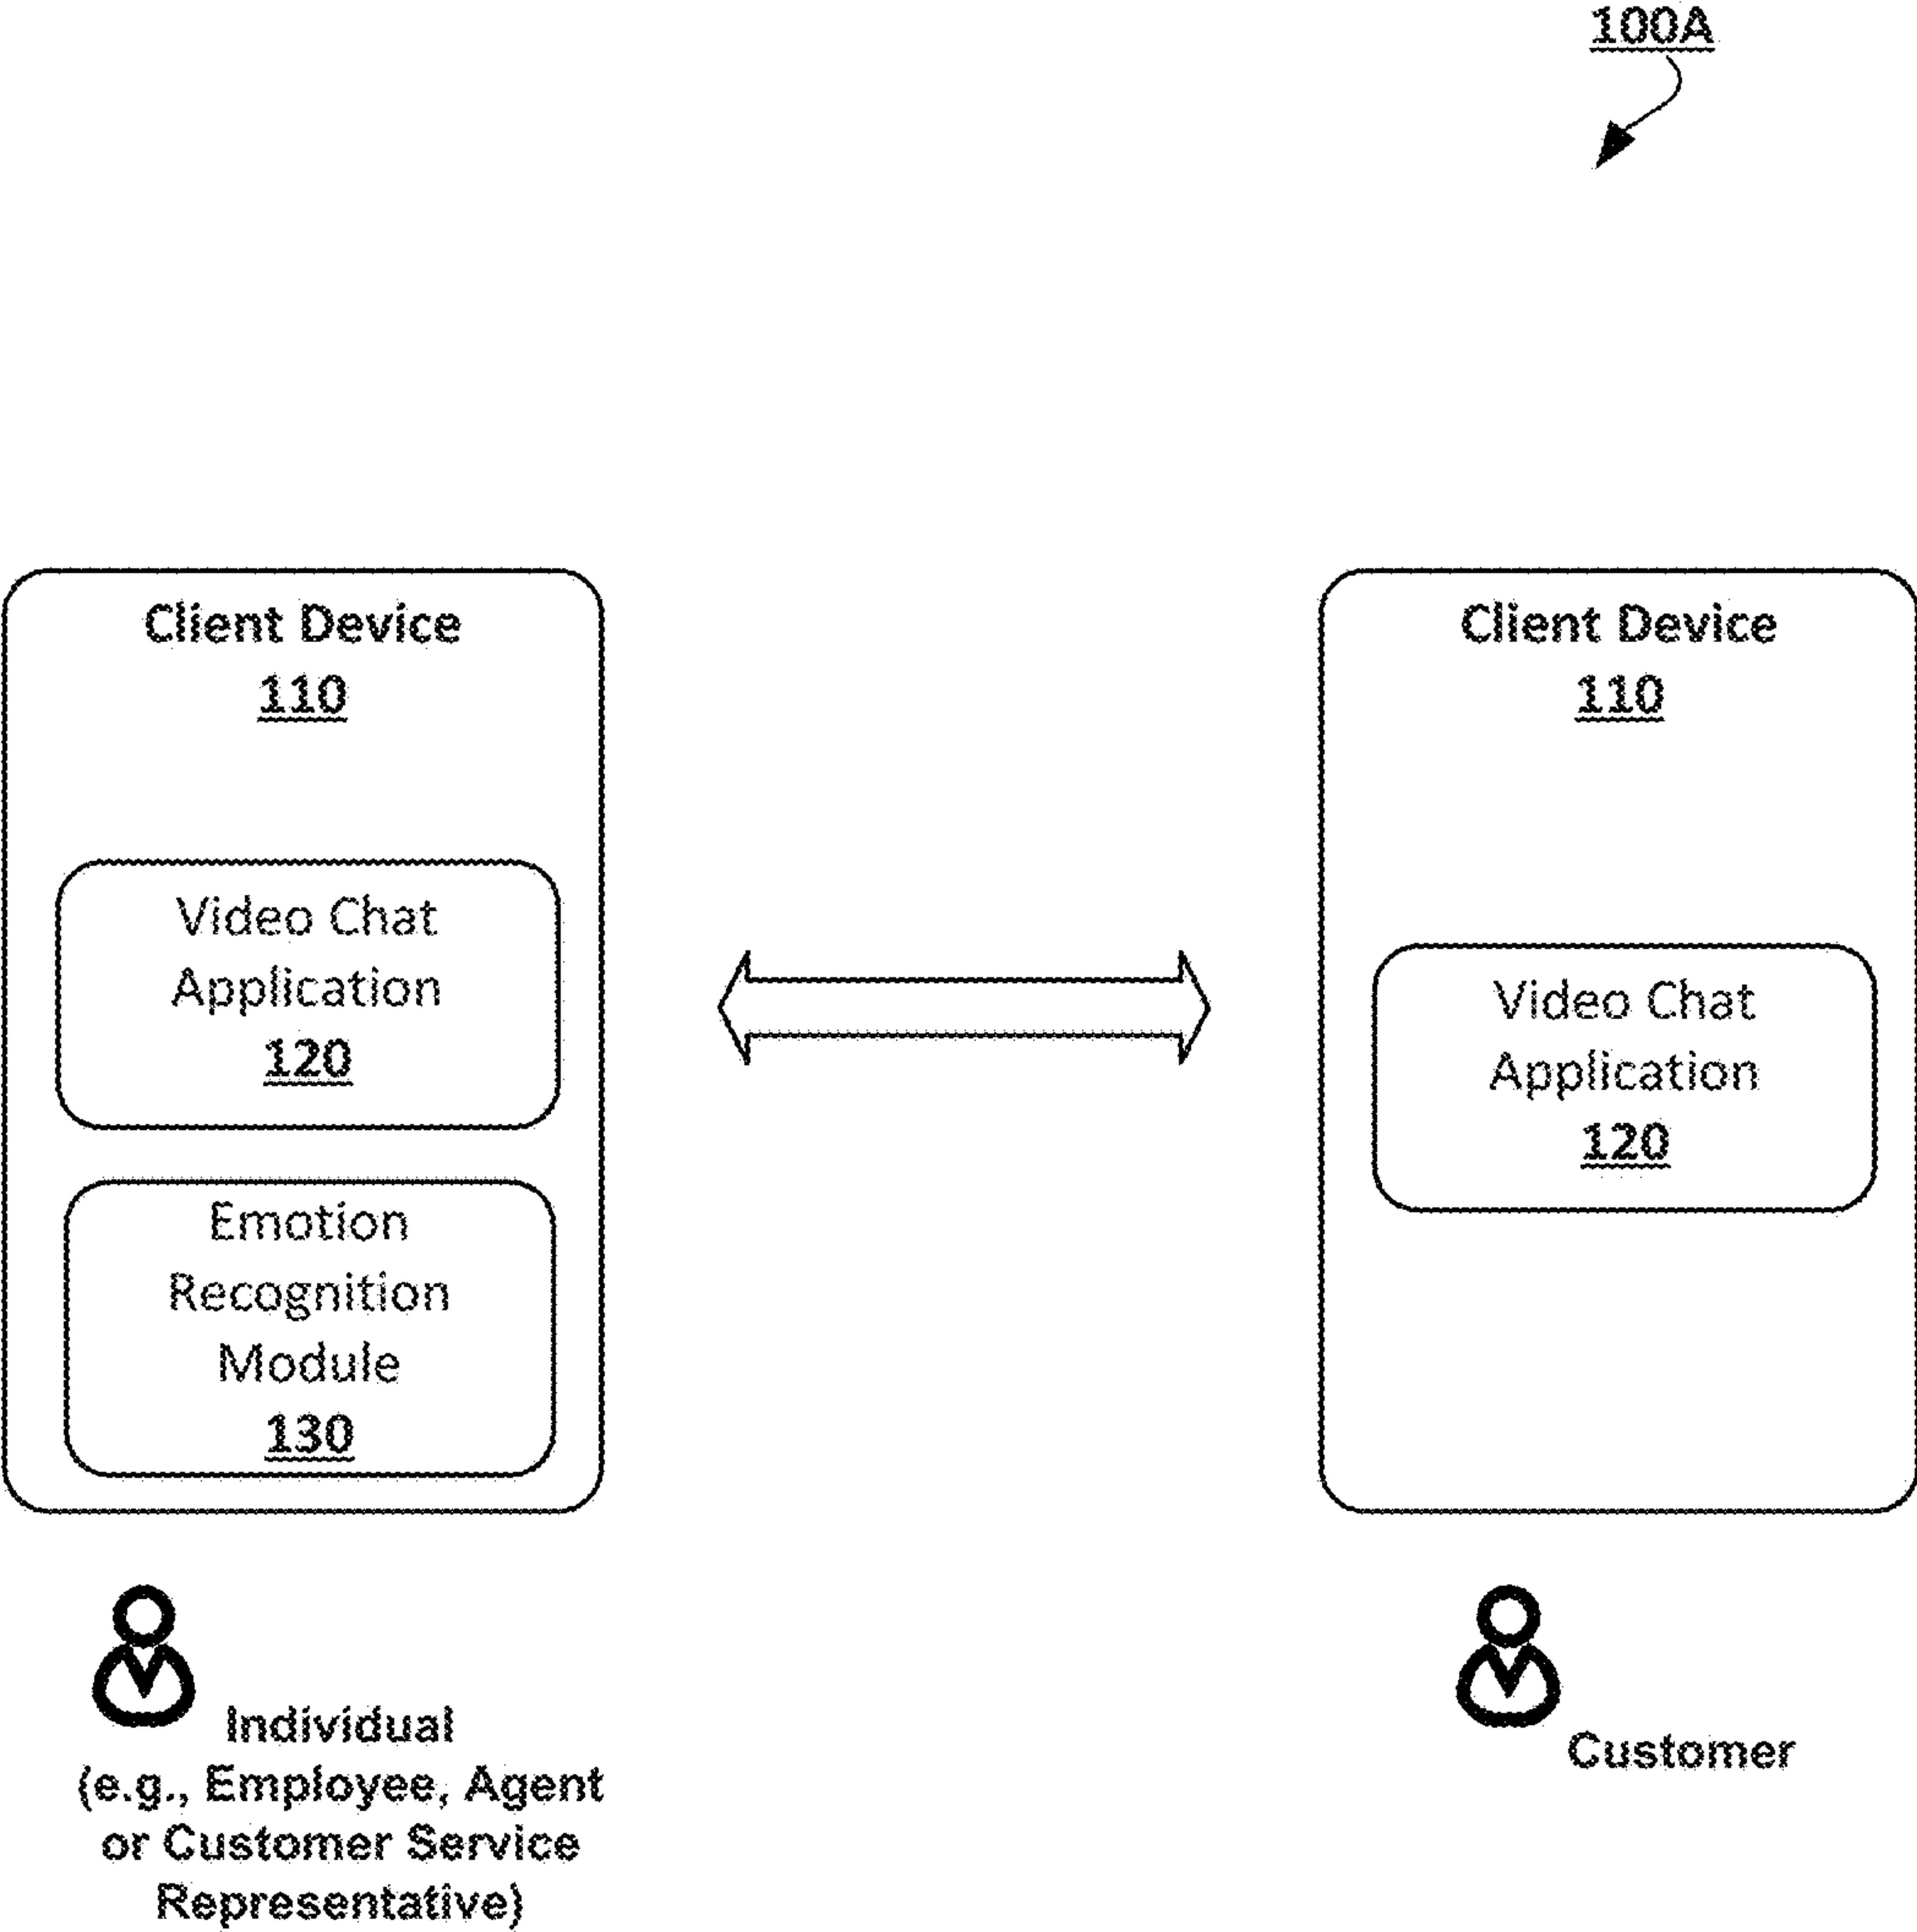 100A
Client Device
110
Video Chat
Application
120
Emotion
Recognition
Module
130
Client Device
110
Video Chat
Application
120
Individual
(e.g., Employee, Agent
or Customer Service
Representative)
Customer